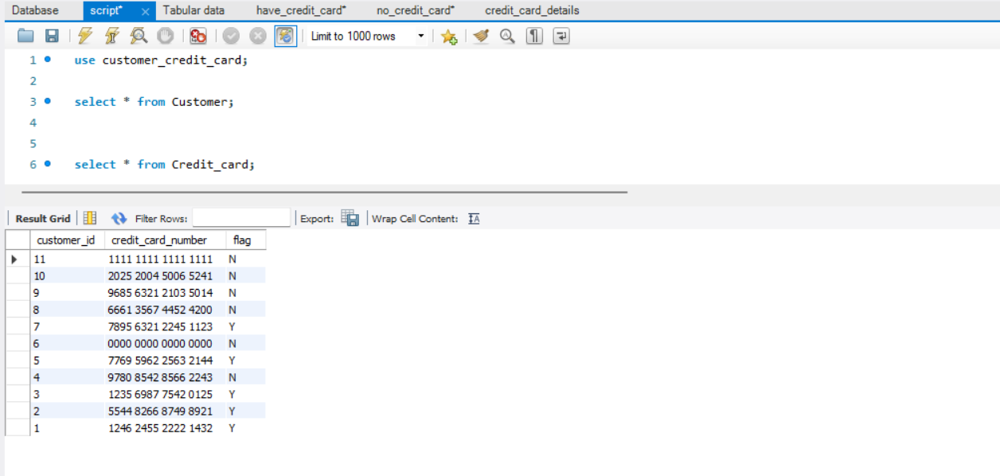 Database script* × Tabular data have_credit_card* no_credit_card* credit_card_details
Limit to 1000 rows
1 use customer_credit_card;
2
3 select * from Customer;
4
5
6 select * from Credit_card;
Result Grid Filter Rows: Export: Wrap Cell Content:
customer_id credit_card_number flag
11 1111 1111 1111 1111 N
10 2025 2004 5006 5241 N
9 9685 6321 2103 5014 N
8 6661 3567 4452 4200 N
7 7895 6321 2245 1123 Y
6 0000 0000 0000 0000 N
5 7769 5962 2563 2144 Y
4 9780 8542 8566 2243 N
3 1235 6987 7542 0125 Y
2 5544 8266 8749 8921 Y
1 1246 2455 2222 1432 Y